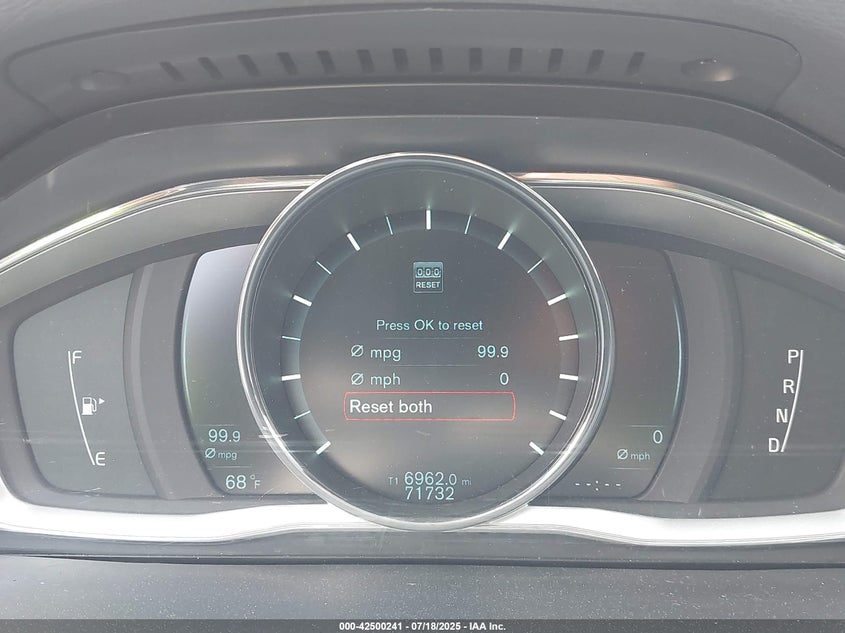 000
RESET
Press OK to reset
Ø mpg 99.9
Ø mph 0
Reset both
T1 6962.0 mi
71732
F
E
99.9
Ø mpg
68 °F
0
Ø mph
--:--
P
R
N
D
000-42500241 - 07/18/2025 - IAA Inc.